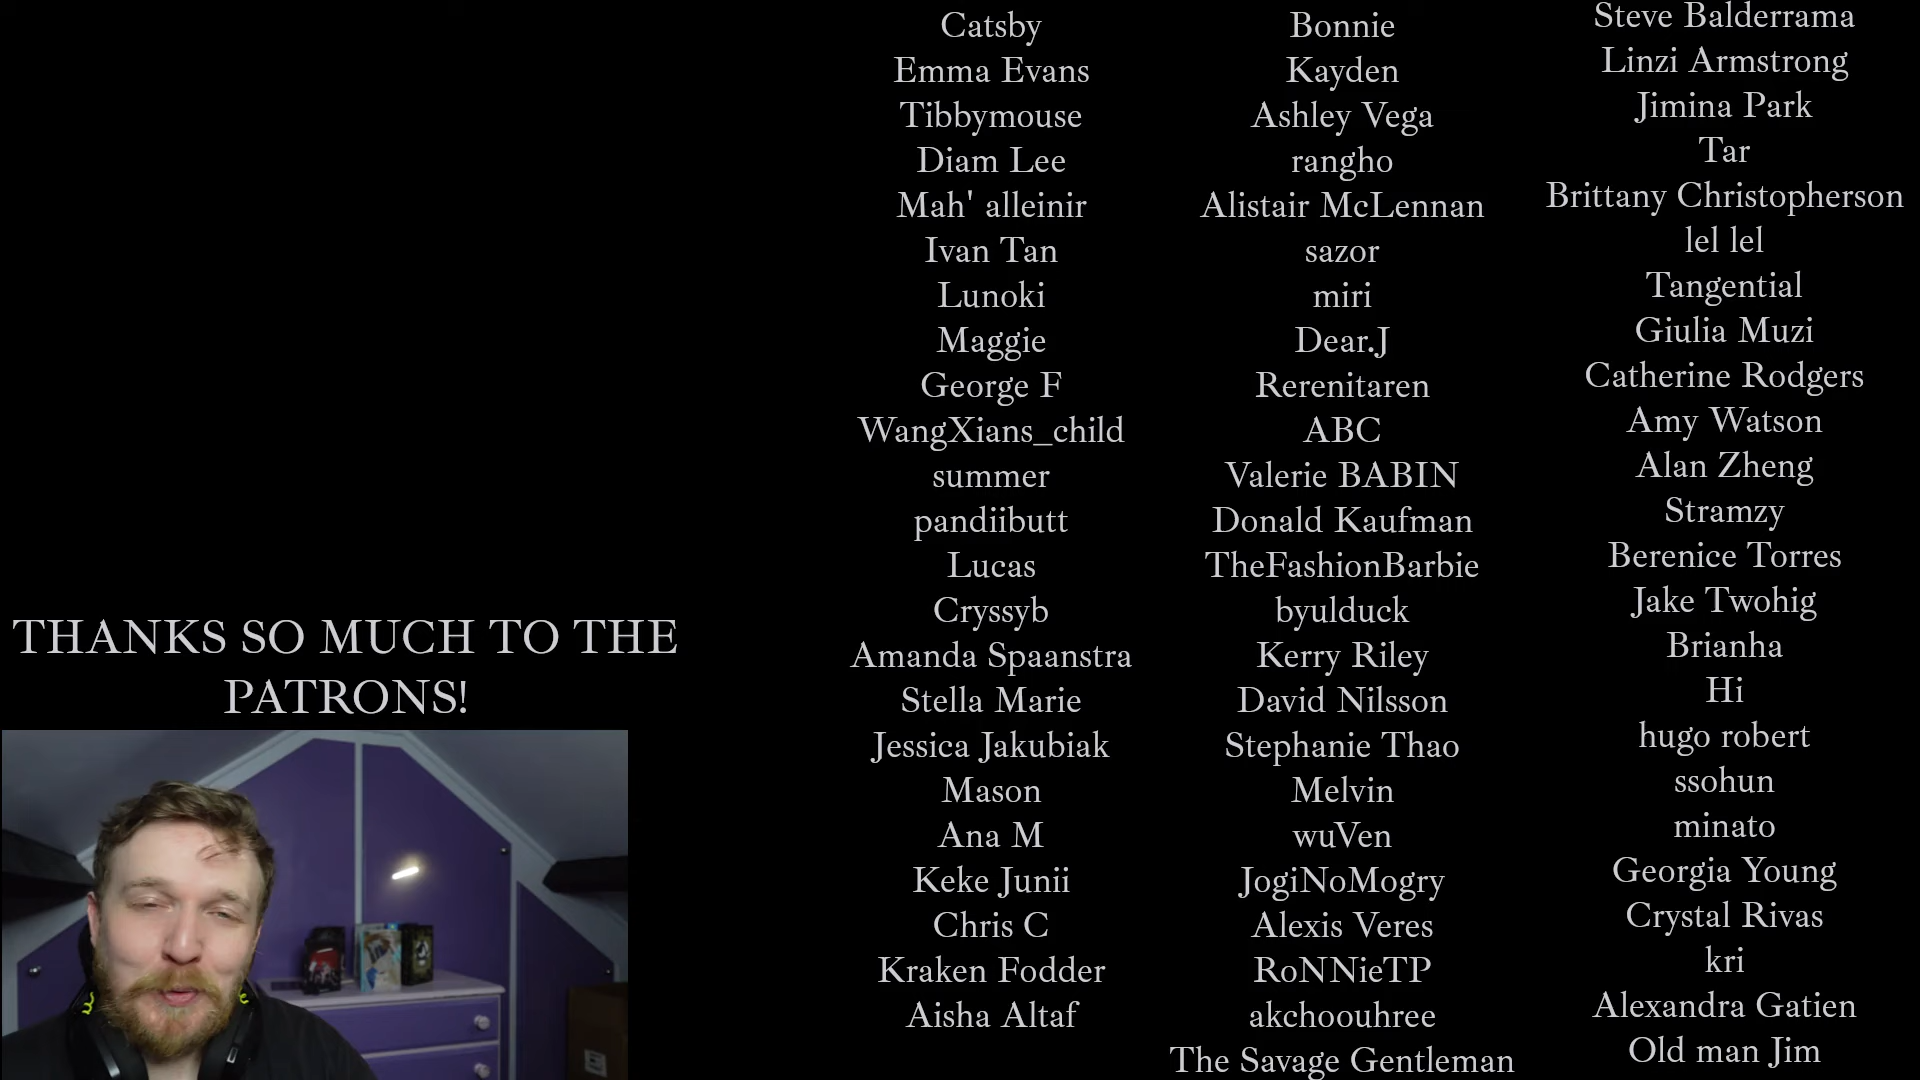 THANKS SO MUCH TO THE
PATRONS!
Catsby
Emma Evans
Tibbymouse
Diam Lee
Mah' alleinir
Ivan Tan
Lunoki
Maggie
George F
WangXians_child
summer
pandiibutt
Lucas
Cryssyb
Amanda Spaanstra
Stella Marie
Jessica Jakubiak
Mason
Ana M
Keke Junii
Chris C
Kraken Fodder
Aisha Altaf
Bonnie
Kayden
Ashley Vega
rangho
Alistair McLennan
sazor
miri
Dear.J
Rerenitaren
ABC
Valerie BABIN
Donald Kaufman
TheFashionBarbie
byulduck
Kerry Riley
David Nilsson
Stephanie Thao
Melvin
wuVen
JogiNoMogry
Alexis Veres
RoNNieTP
akchoouhree
The Savage Gentleman
Steve Balderrama
Linzi Armstrong
Jimina Park
Tar
Brittany Christopherson
lel lel
Tangential
Giulia Muzi
Catherine Rodgers
Amy Watson
Alan Zheng
Stramzy
Berenice Torres
Jake Twohig
Brianha
Hi
hugo robert
ssohun
minato
Georgia Young
Crystal Rivas
kri
Alexandra Gatien
Old man Jim